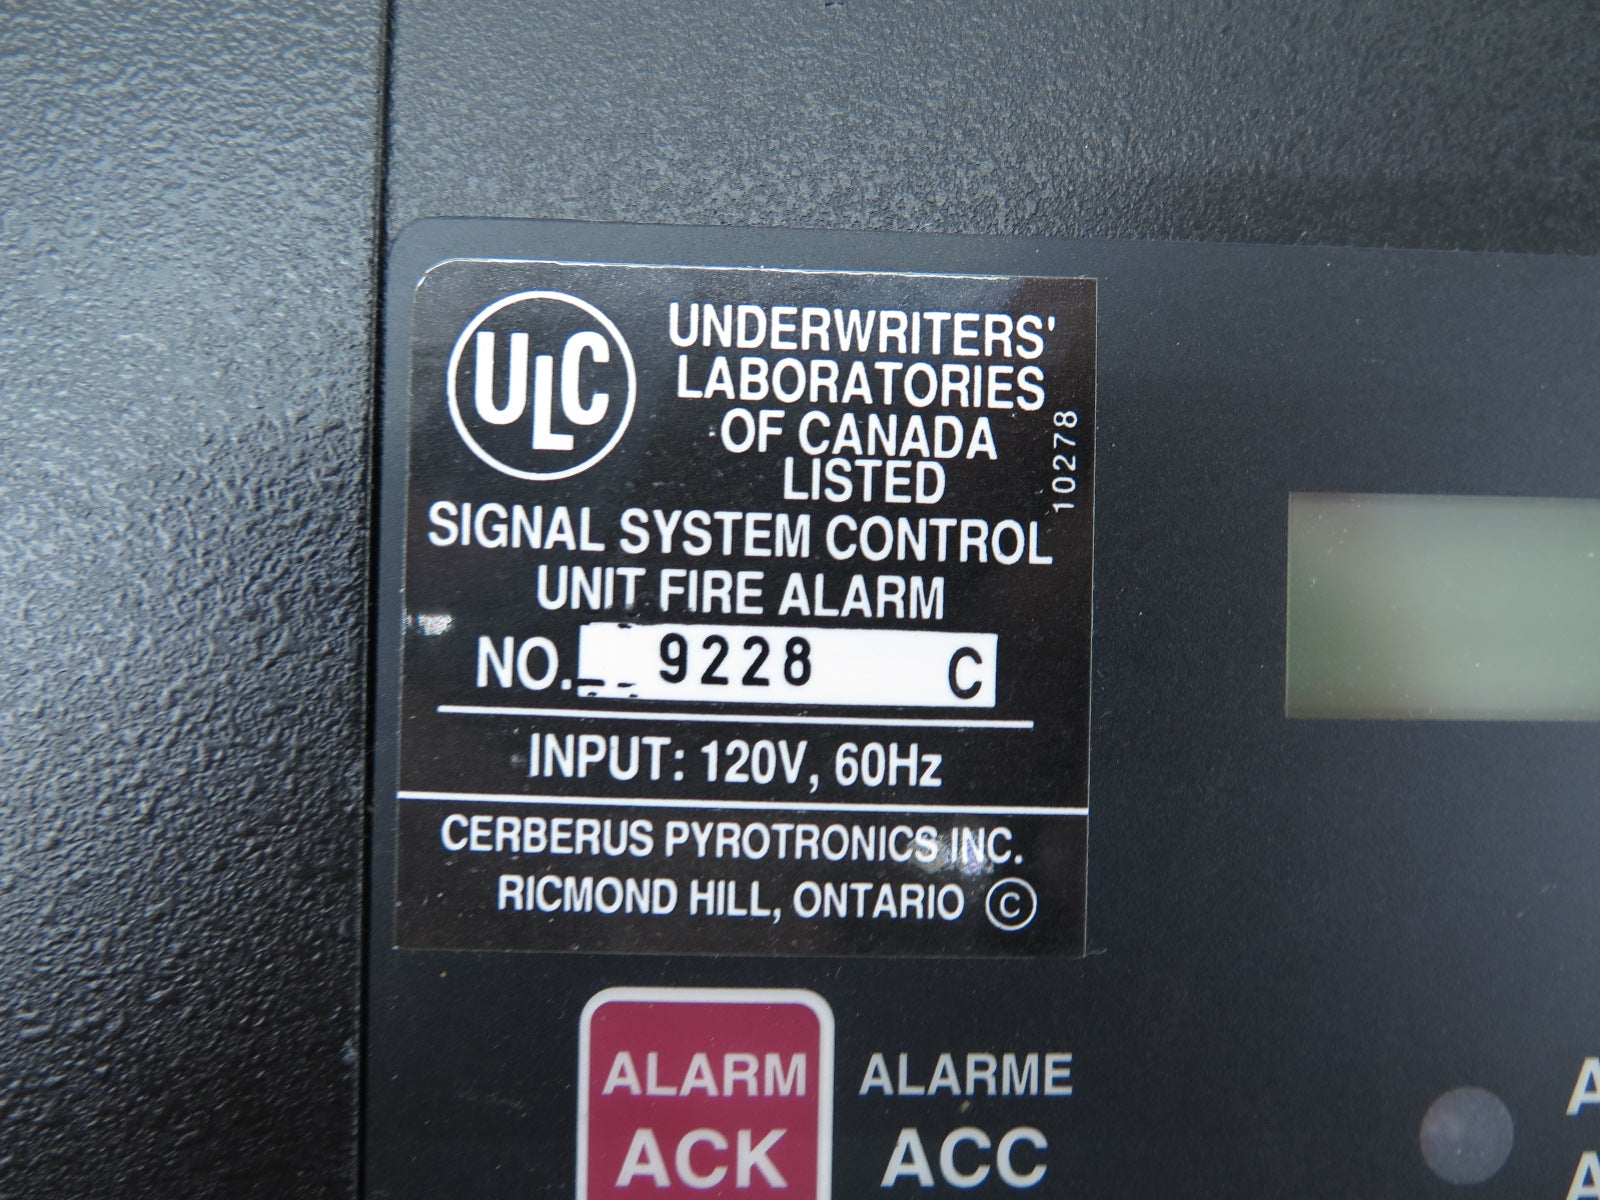 ULC
UNDERWRITERS'
LABORATORIES
OF CANADA
LISTED
10278
SIGNAL SYSTEM CONTROL
UNIT FIRE ALARM
NO. 9228 C
INPUT: 120V, 60Hz
CERBERUS PYROTRONICS INC.
RICMOND HILL, ONTARIO ©
ALARM
ACK
ALARME
ACC